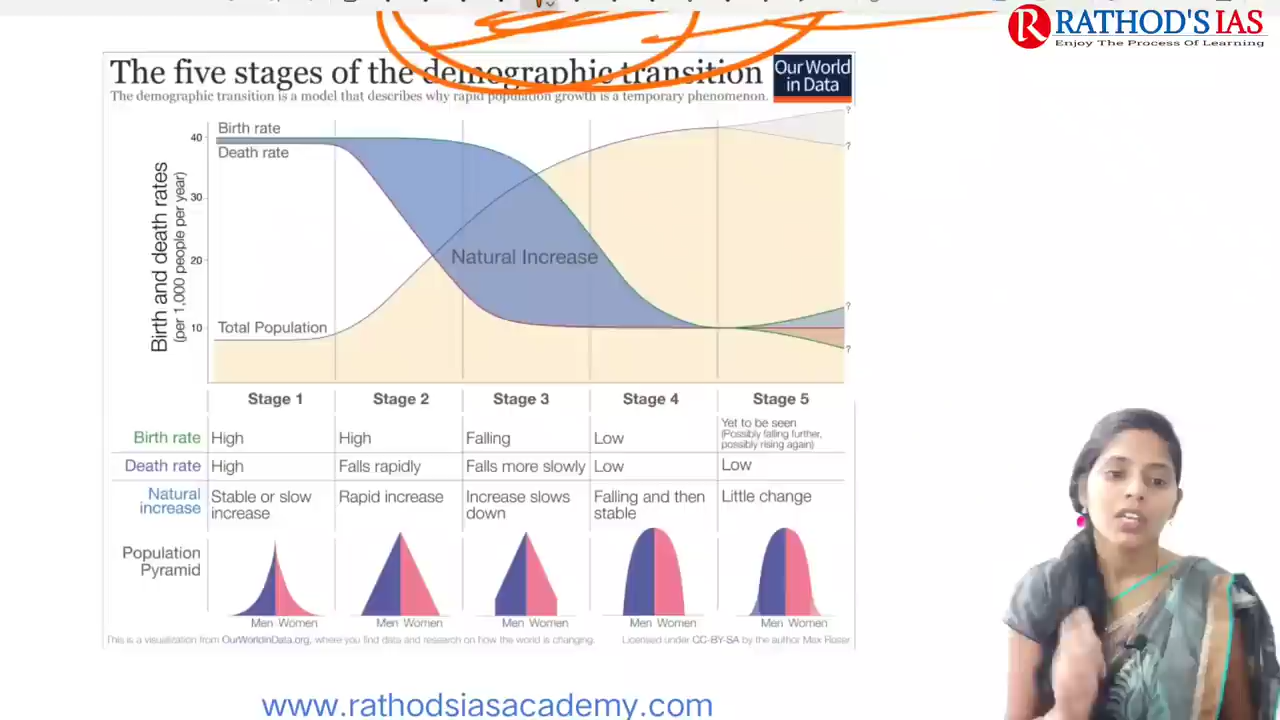 RATHOD'S IAS
R
Enjoy The Process Of Learning
The five stages of the demographic transition
Our World
in Data
The demographic transition is a model that describes why rapid population growth is a temporary phenomenon.
Birth and death rates
(per 1,000 people per year)
40
30
20
10
Birth rate
Death rate
Natural Increase
Total Population
?
?
?
?
Stage 1 Stage 2 Stage 3 Stage 4 Stage 5
Birth rate High High Falling Low Yet to be seen
(Possibly falling further,
possibly rising again)
Death rate High Falls rapidly Falls more slowly Low Low
Natural Stable or slow Rapid increase Increase slows Falling and then Little change
increase increase down stable
Population
Pyramid
Men Women Men Women Men Women Men Women Men Women
This is a visualization from OurWorldInData.org, where you find data and research on how the world is changing. Licensed under CC-BY-SA by the author Max Roser
www.rathodsiasacademy.com